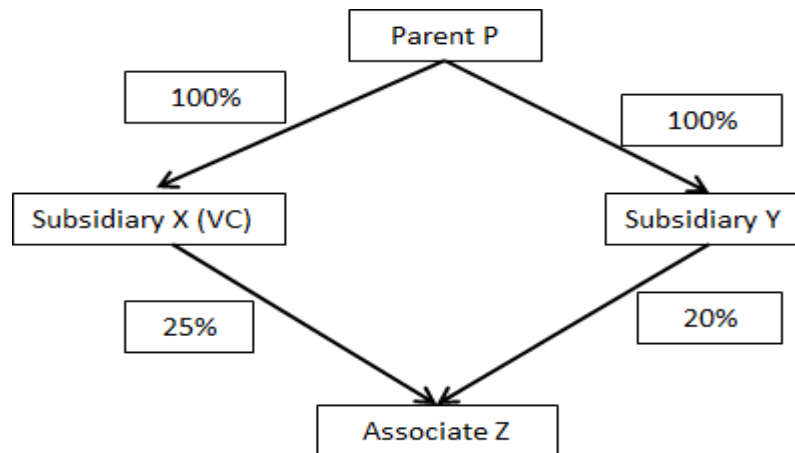 Parent P
100%
100%
Subsidiary X (VC)
Subsidiary Y
25%
20%
Associate Z